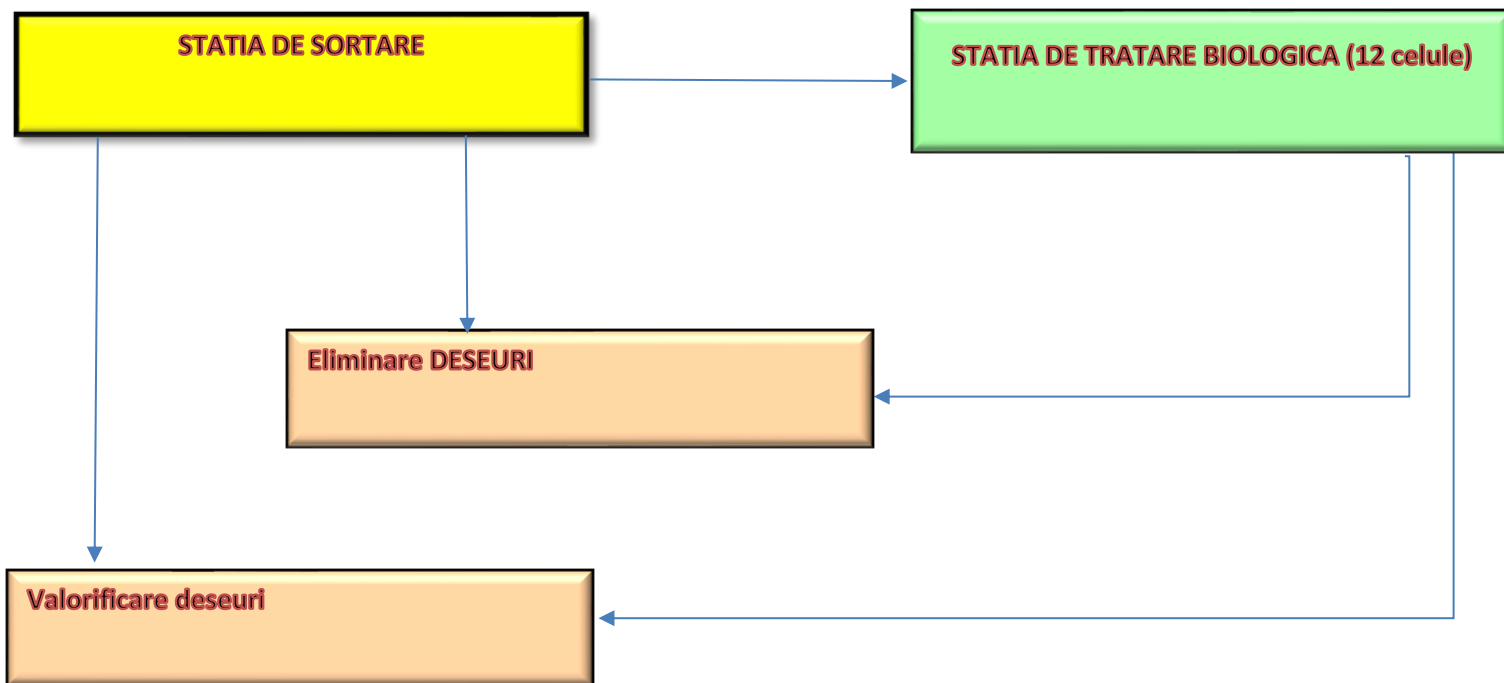 STATIA DE SORTARE
STATIA DE TRATARE BIOLOGICA (12 celule)
Eliminare DESEURI
Valorificare deseuri